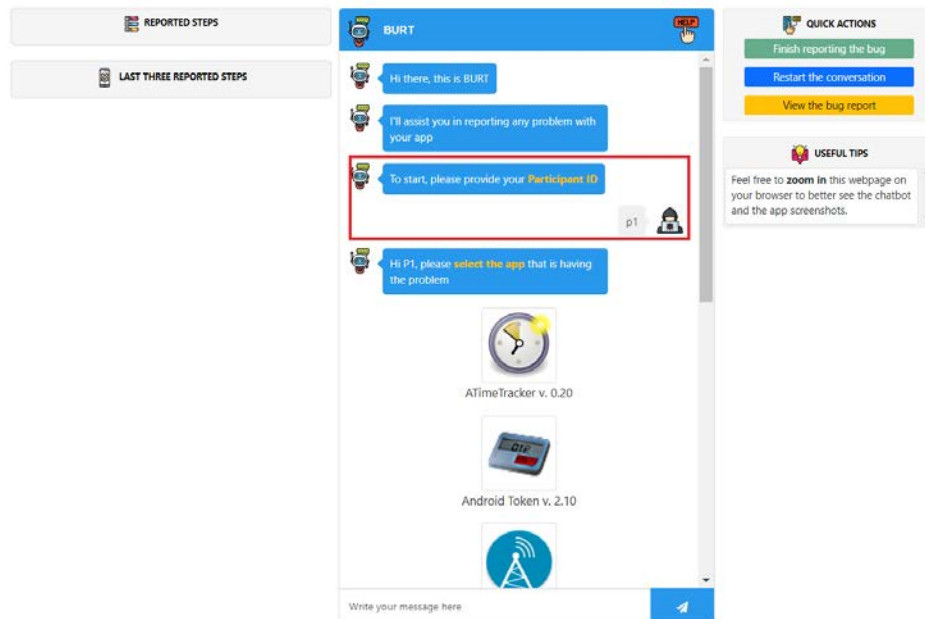 REPORTED STEPS
LAST THREE REPORTED STEPS
BURT
HELP
Hi there, this is BURT
I'll assist you in reporting any problem with
your app
To start, please provide your Participant ID
p1
Hi P1, please select the app that is having
the problem
ATimeTracker v. 0.20
Android Token v. 2.10
Write your message here
QUICK ACTIONS
Finish reporting the bug
Restart the conversation
View the bug report
USEFUL TIPS
Feel free to zoom in this webpage on
your browser to better see the chatbot
and the app screenshots.